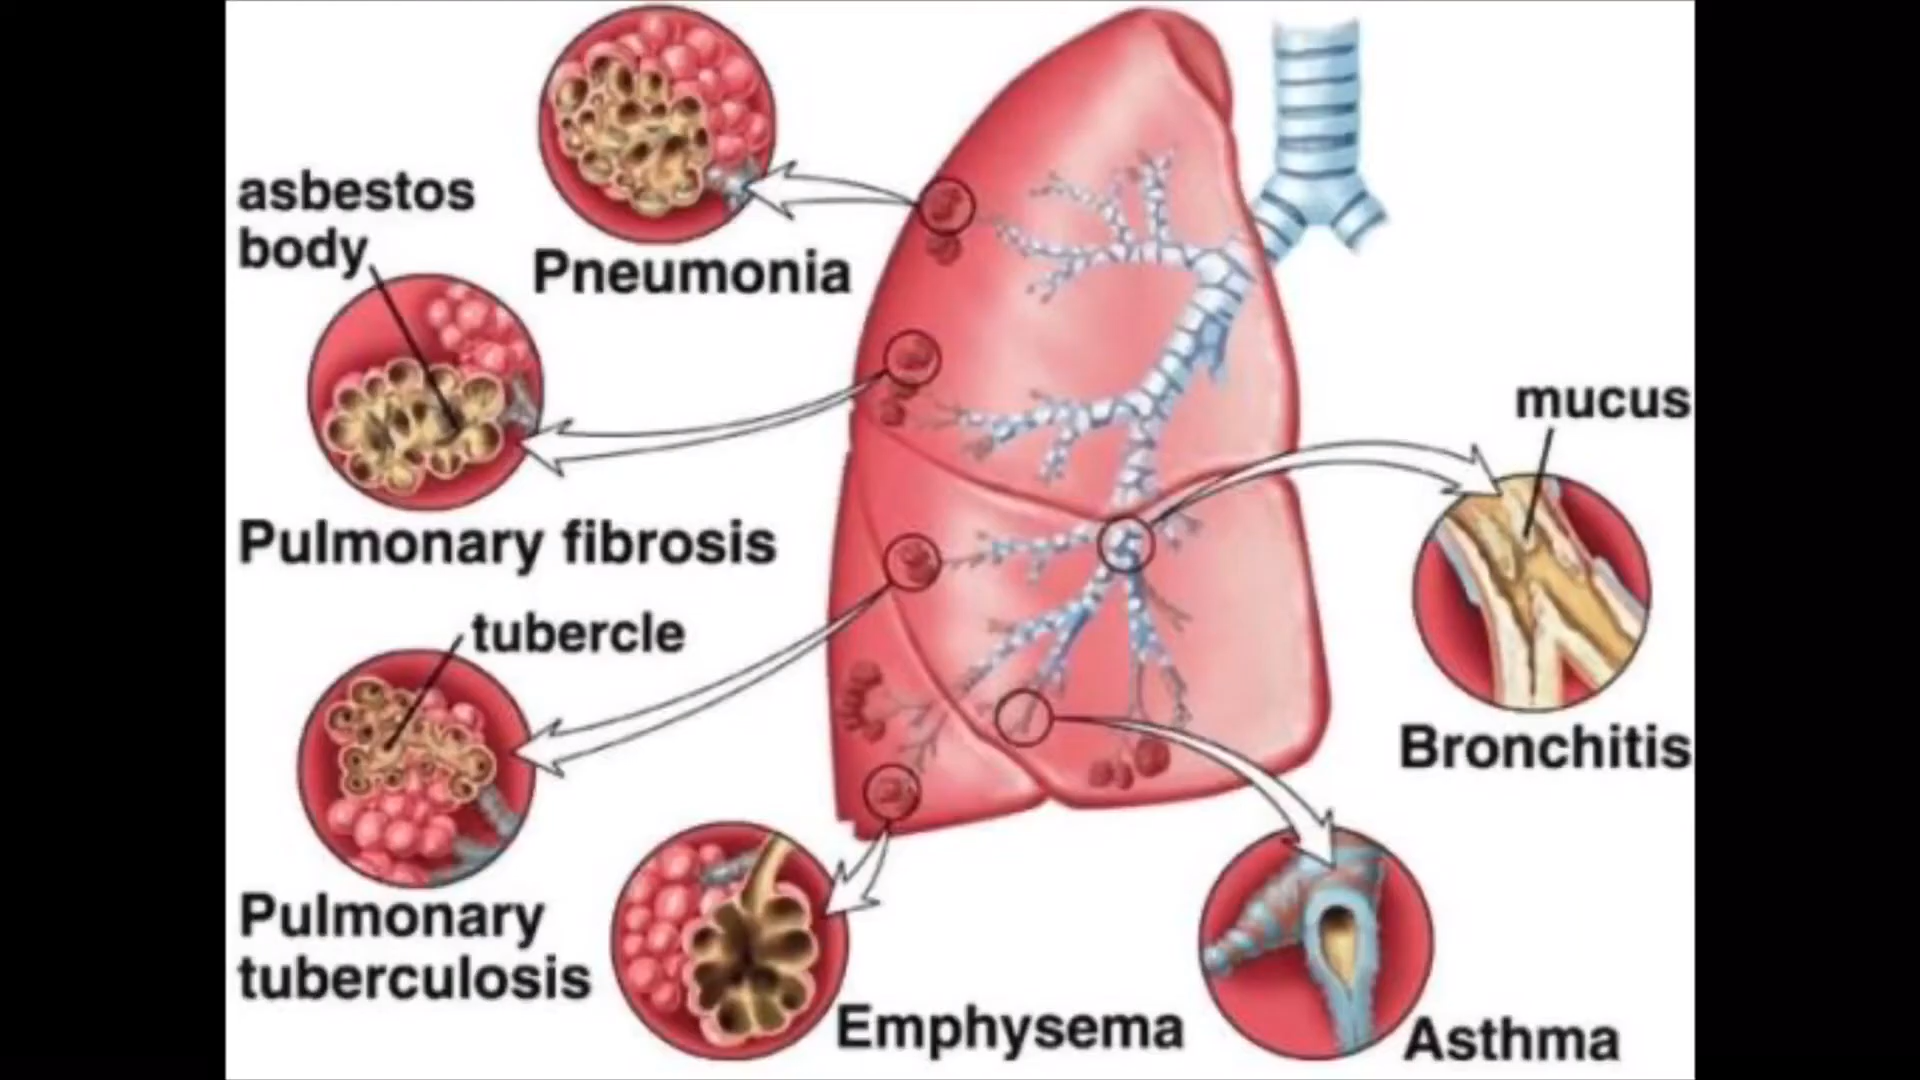 asbestos
body
Pneumonia
Pulmonary fibrosis
mucus
tubercle
Bronchitis
Pulmonary
tuberculosis
Emphysema
Asthma